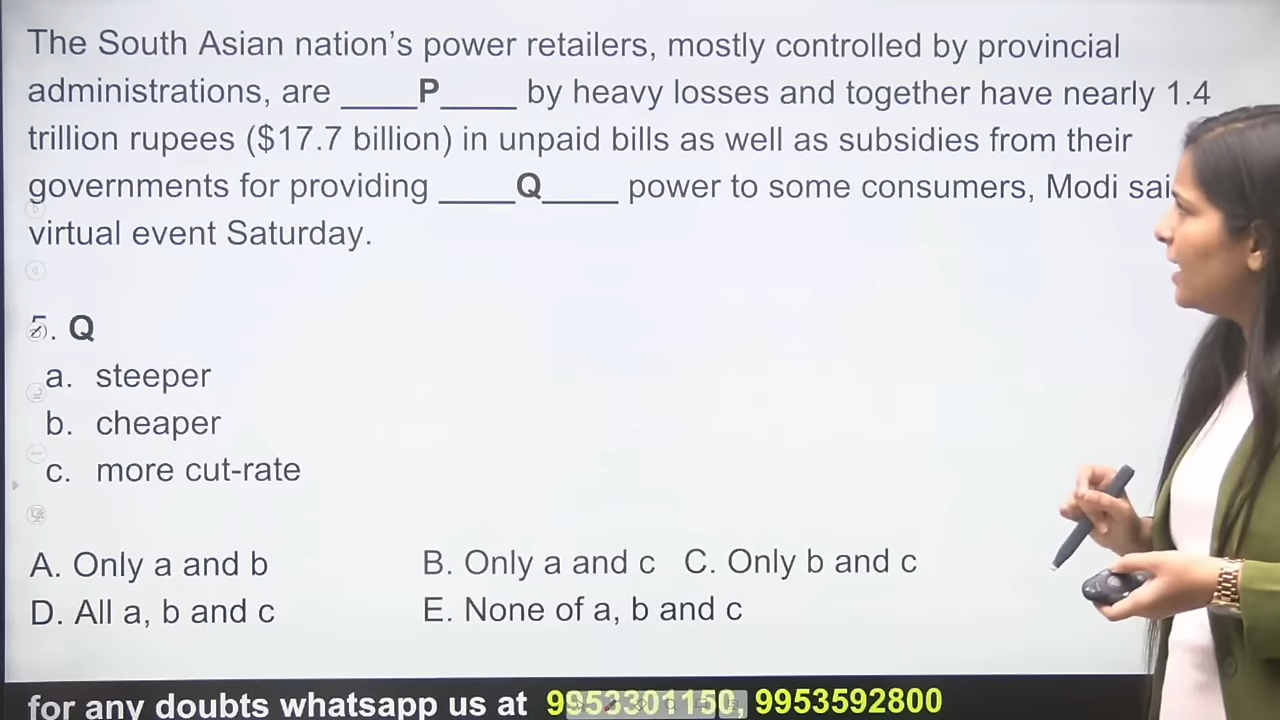 The South Asian nation's power retailers, mostly controlled by provincial
administrations, are ____P____ by heavy losses and together have nearly 1.4
trillion rupees ($17.7 billion) in unpaid bills as well as subsidies from their
governments for providing ____Q____ power to some consumers, Modi sai
virtual event Saturday.
5. Q
a. steeper
b. cheaper
c. more cut-rate
A. Only a and b B. Only a and c C. Only b and c
D. All a, b and c E. None of a, b and c
for any doubts whatsapp us at 9953301150, 9953592800